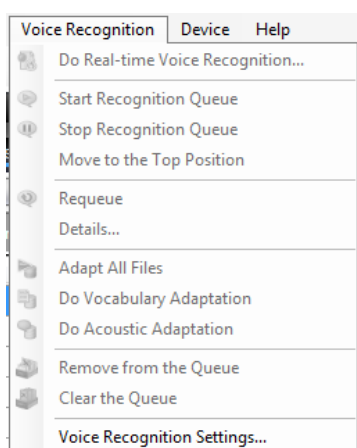 Voice Recognition Device Help
Do Real-time Voice Recognition...
Start Recognition Queue
Stop Recognition Queue
Move to the Top Position
Requeue
Details...
Adapt All Files
Do Vocabulary Adaptation
Do Acoustic Adaptation
Remove from the Queue
Clear the Queue
Voice Recognition Settings...